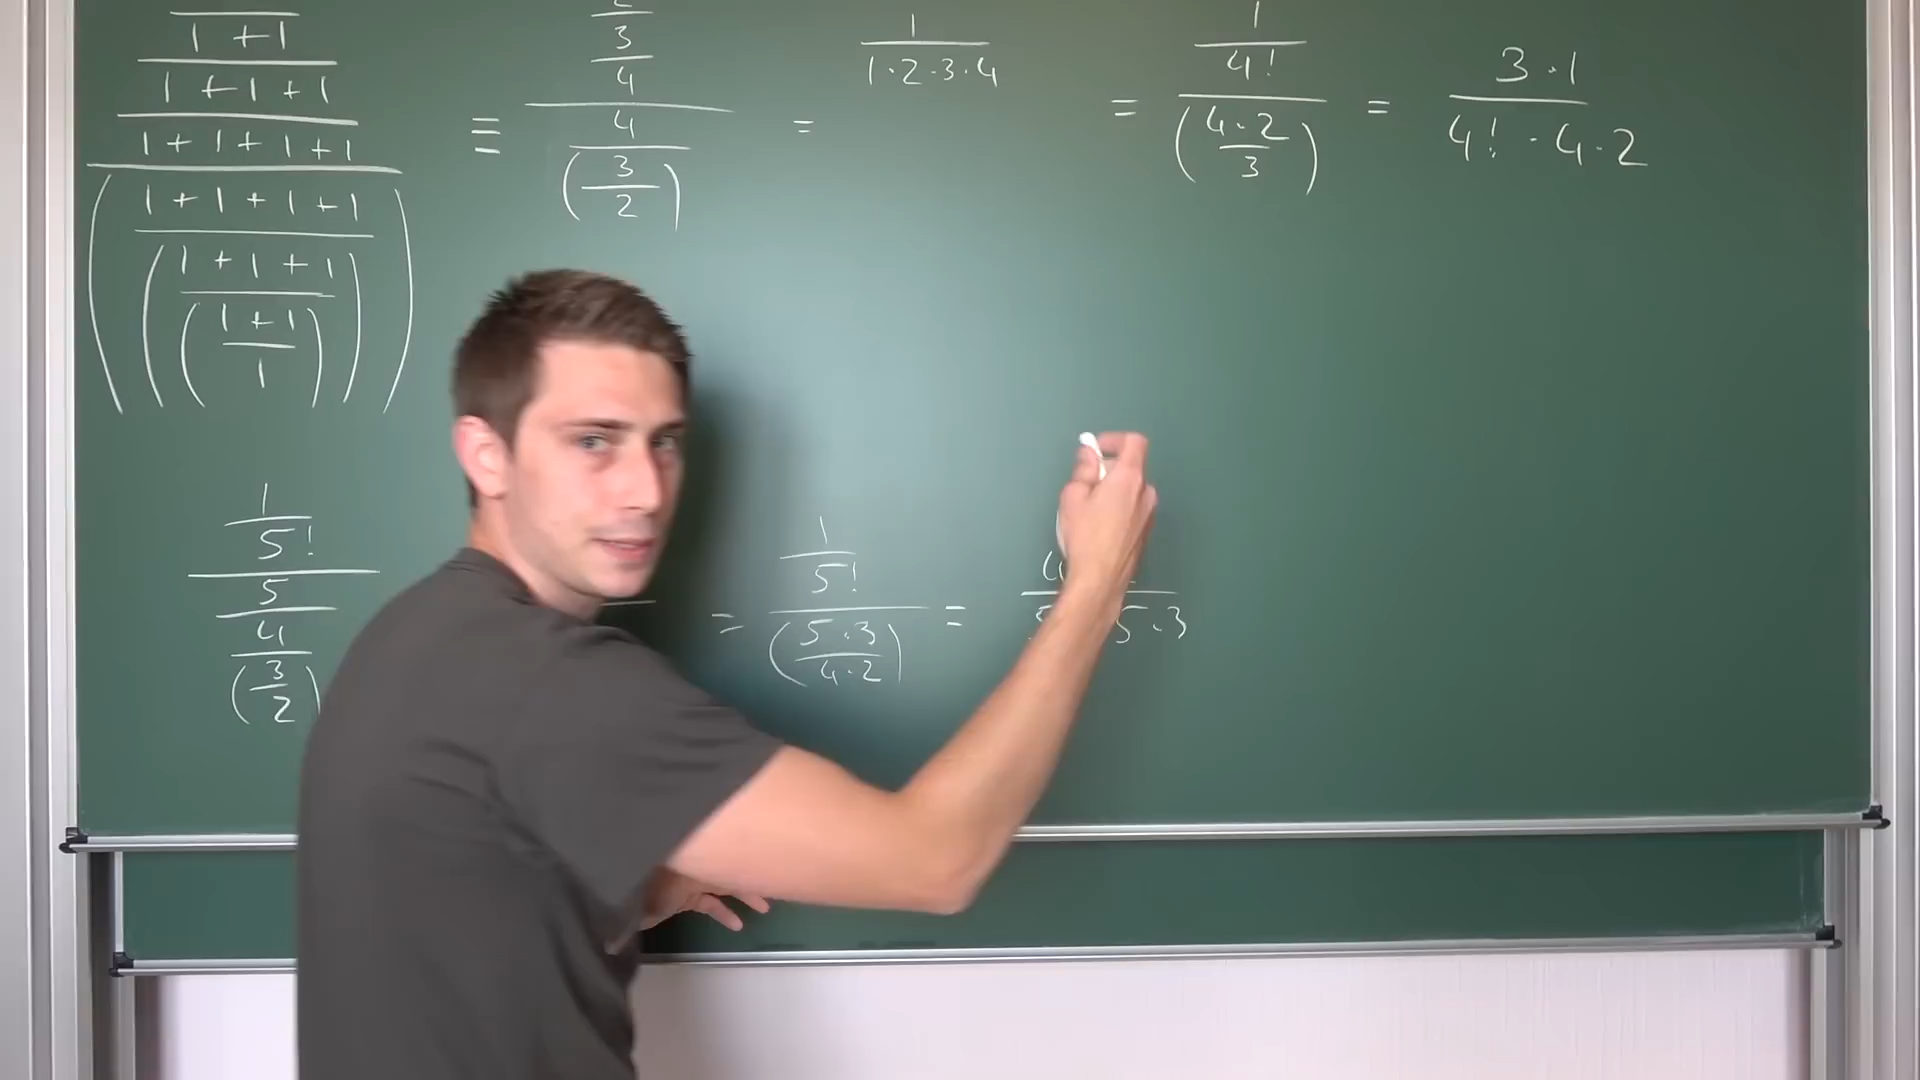 1 + 1
1 + 1 + 1
1 + 1 + 1 + 1
1 + 1 + 1 + 1
1 + 1 + 1
( 1 + 1 )
1
≡
3
4
4
( 3 )
2
=
1
1 · 2 · 3 · 4
=
1
4!
( 4 · 2 )
3
=
3 · 1
4! · 4 · 2
1
5!
5
4
( 3 )
2
=
1
5!
( 5 · 3 )
4 · 2
=
5 · 3